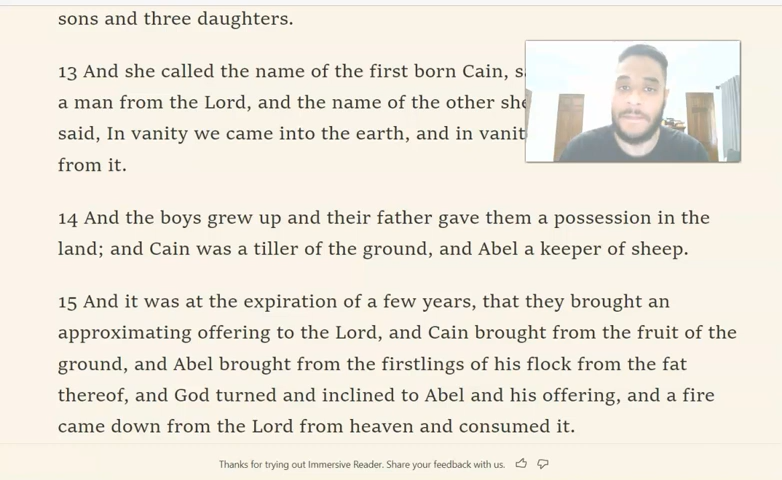 sons and three daughters.
13 And she called the name of the first born Cain,
a man from the Lord, and the name of the other she
said, In vanity we came into the earth, and in
from it.
14 And the boys grew up and their father gave them a possession in the
land; and Cain was a tiller of the ground, and Abel a keeper of sheep.
15 And it was at the expiration of a few years, that they brought an
approximating offering to the Lord, and Cain brought from the fruit of the
ground, and Abel brought from the firstlings of his flock from the fat
thereof, and God turned and inclined to Abel and his offering, and a fire
came down from the Lord from heaven and consumed it.
Thanks for trying out Immersive Reader. Share your feedback with us.